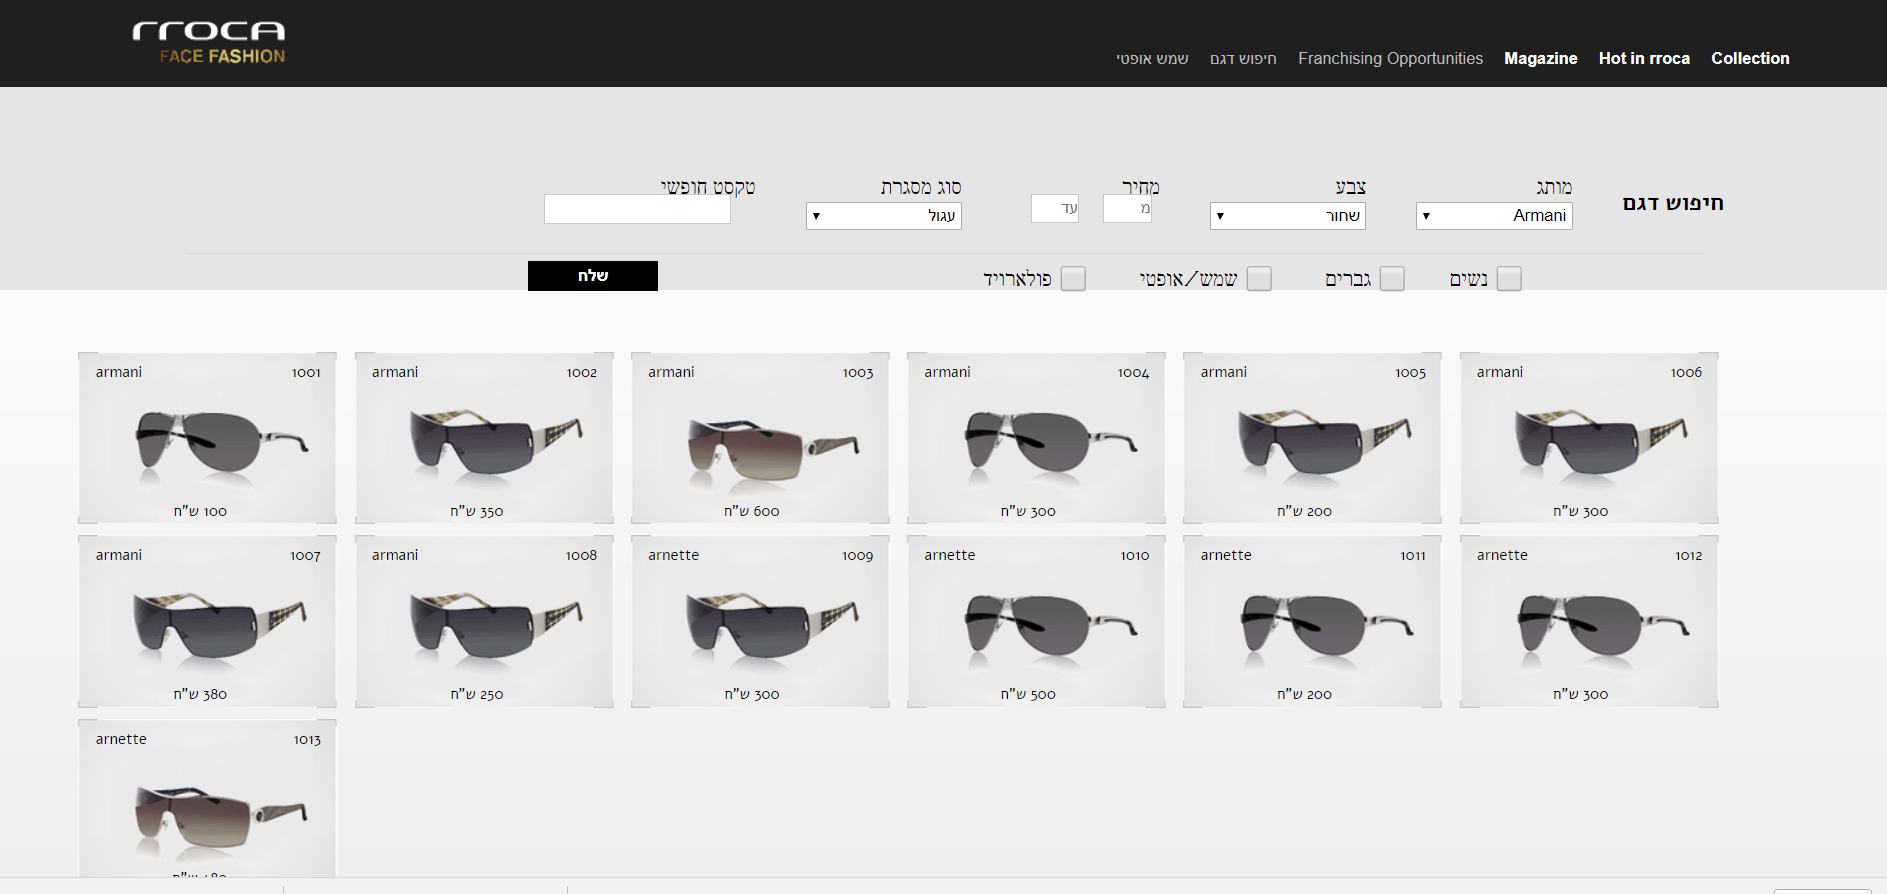 rroca
FACE FASHION
Collection
Hot in rroca
Magazine
Franchising Opportunities
חיפוש דגם
שמש אופטי
חיפוש דגם
מותג
Armani
צבע
שחור
מחיר
מ
עד
סוג מסגרת
עגול
טקסט חופשי
נשים
גברים
שמש/אופטי
פולארויד
שלח
armani 1001
100 ש"ח
armani 1002
350 ש"ח
armani 1003
600 ש"ח
armani 1004
300 ש"ח
armani 1005
200 ש"ח
armani 1006
300 ש"ח
armani 1007
380 ש"ח
armani 1008
250 ש"ח
arnette 1009
300 ש"ח
arnette 1010
500 ש"ח
arnette 1011
200 ש"ח
arnette 1012
300 ש"ח
arnette 1013